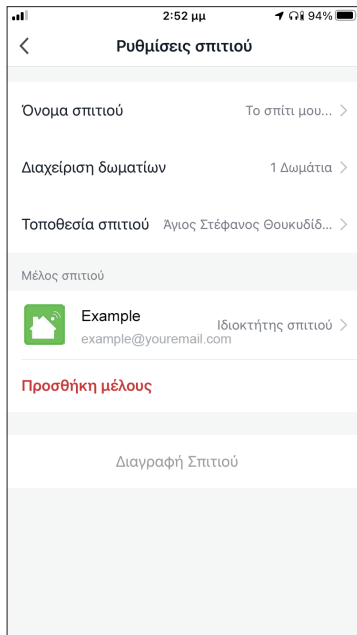 2:52 μμ 94%
Ρυθμίσεις σπιτιού
Όνομα σπιτιού Το σπίτι μου...
Διαχείριση δωματίων 1 Δωμάτια
Τοποθεσία σπιτιού Άγιος Στέφανος Θουκυδίδ...
Μέλος σπιτιού
Example
Ιδιοκτήτης σπιτιού
example@youremail.com
Προσθήκη μέλους
Διαγραφή Σπιτιού